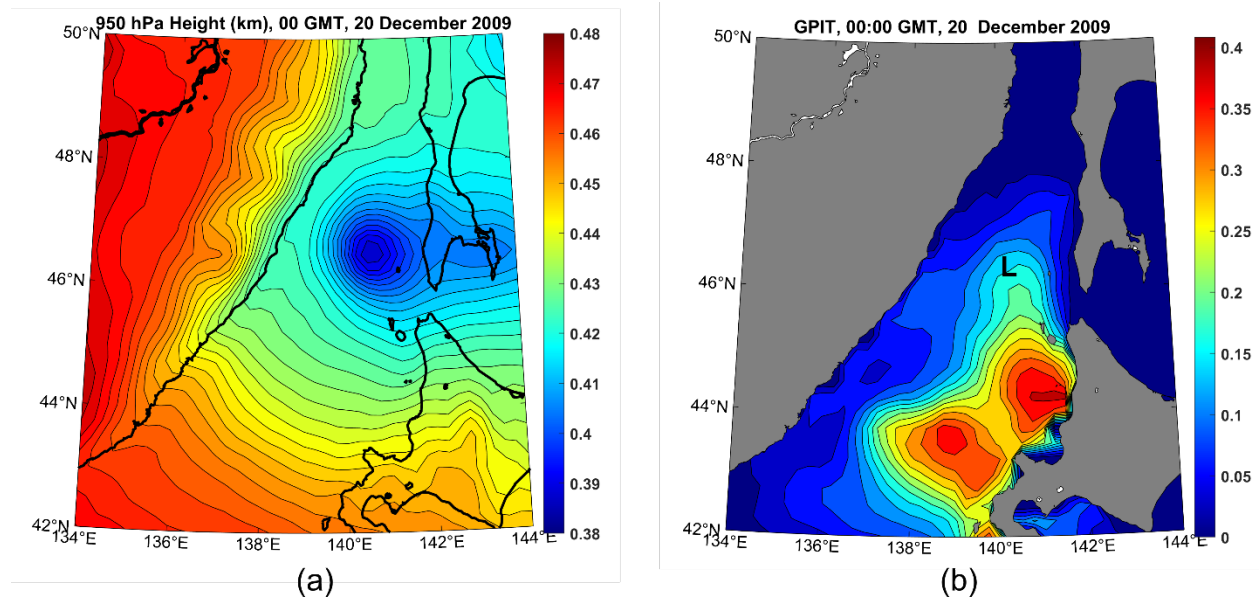 950 hPa Height (km), 00 GMT, 20 December 2009
50°N
48°N
46°N
44°N
42°N
134°E
136°E
138°E
140°E
142°E
144°E
0.48
0.47
0.46
0.45
0.44
0.43
0.42
0.41
0.4
0.39
0.38
(a)
GPIT, 00:00 GMT, 20 December 2009
50°N
48°N
46°N
44°N
42°N
134°E
136°E
138°E
140°E
142°E
144°E
L
0.4
0.35
0.3
0.25
0.2
0.15
0.1
0.05
0
(b)